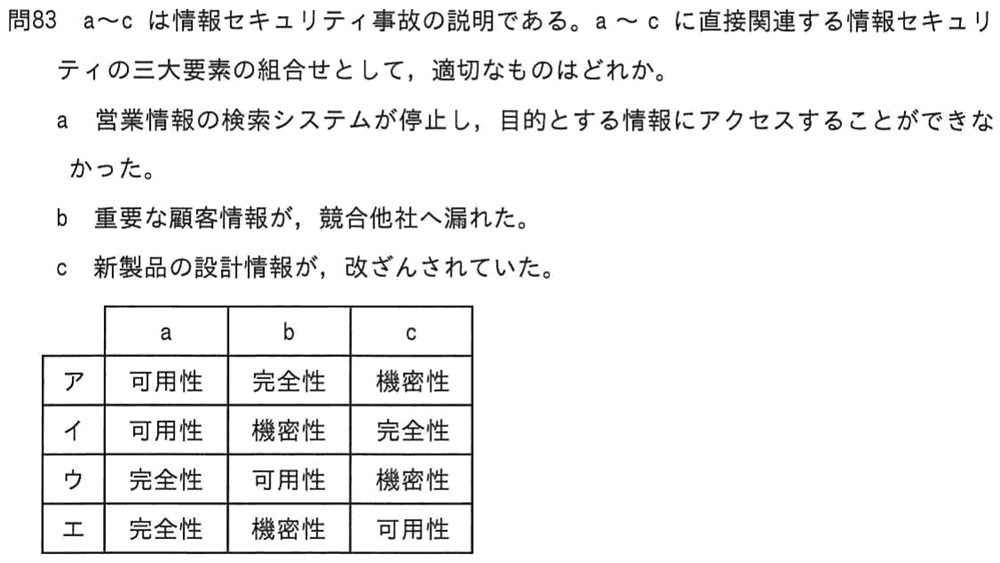 問83 a～c は情報セキュリティ事故の説明である。a ～ c に直接関連する情報セキュリ
ティの三大要素の組合せとして，適切なものはどれか。
a 営業情報の検索システムが停止し，目的とする情報にアクセスすることができな
かった。
b 重要な顧客情報が，競合他社へ漏れた。
c 新製品の設計情報が，改ざんされていた。
a b c
ア 可用性 完全性 機密性
イ 可用性 機密性 完全性
ウ 完全性 可用性 機密性
エ 完全性 機密性 可用性